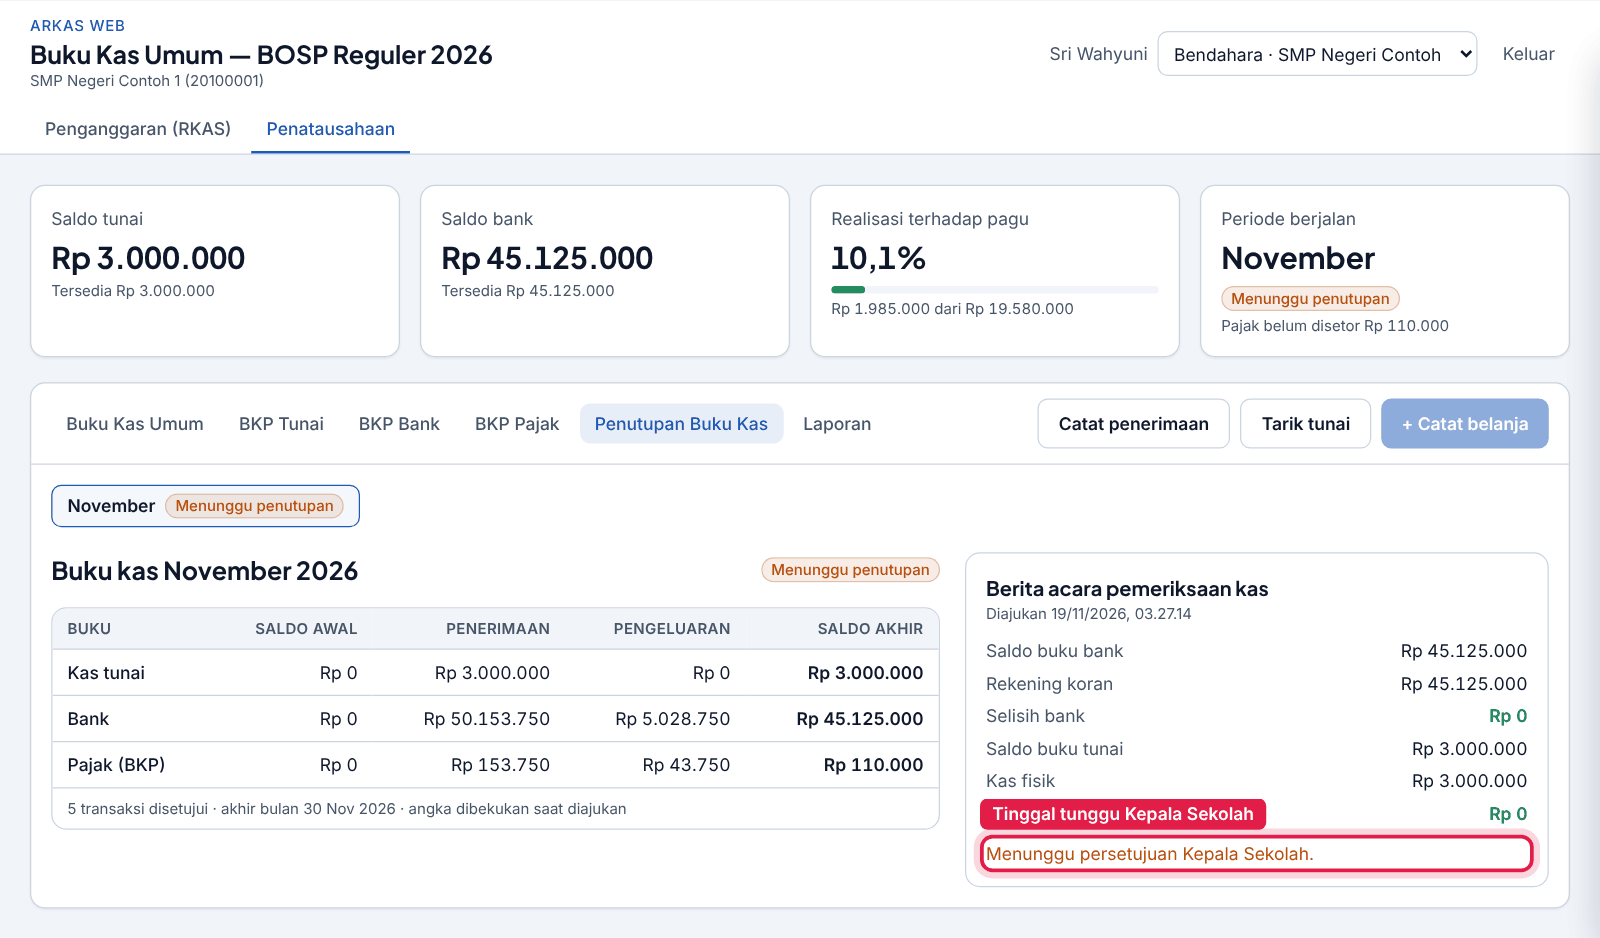 ARKAS WEB
Buku Kas Umum — BOSP Reguler 2026
SMP Negeri Contoh 1 (20100001)
Sri Wahyuni
Bendahara · SMP Negeri Contoh
Keluar
Penganggaran (RKAS)
Penatausahaan
Saldo tunai
Rp 3.000.000
Tersedia Rp 3.000.000
Saldo bank
Rp 45.125.000
Tersedia Rp 45.125.000
Realisasi terhadap pagu
10,1%
Rp 1.985.000 dari Rp 19.580.000
Periode berjalan
November
Menunggu penutupan
Pajak belum disetor Rp 110.000
Buku Kas Umum
BKP Tunai
BKP Bank
BKP Pajak
Penutupan Buku Kas
Laporan
Catat penerimaan
Tarik tunai
+ Catat belanja
November Menunggu penutupan
Buku kas November 2026
Menunggu penutupan
BUKU SALDO AWAL PENERIMAAN PENGELUARAN SALDO AKHIR
Kas tunai Rp 0 Rp 3.000.000 Rp 0 Rp 3.000.000
Bank Rp 0 Rp 50.153.750 Rp 5.028.750 Rp 45.125.000
Pajak (BKP) Rp 0 Rp 153.750 Rp 43.750 Rp 110.000
5 transaksi disetujui · akhir bulan 30 Nov 2026 · angka dibekukan saat diajukan
Berita acara pemeriksaan kas
Diajukan 19/11/2026, 03.27.14
Saldo buku bank Rp 45.125.000
Rekening koran Rp 45.125.000
Selisih bank Rp 0
Saldo buku tunai Rp 3.000.000
Kas fisik Rp 3.000.000
Tinggal tunggu Kepala Sekolah Rp 0
Menunggu persetujuan Kepala Sekolah.